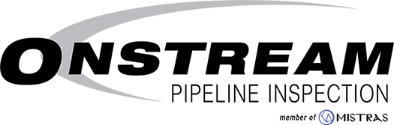 ONSTREAM
PIPELINE INSPECTION
member of MISTRAS